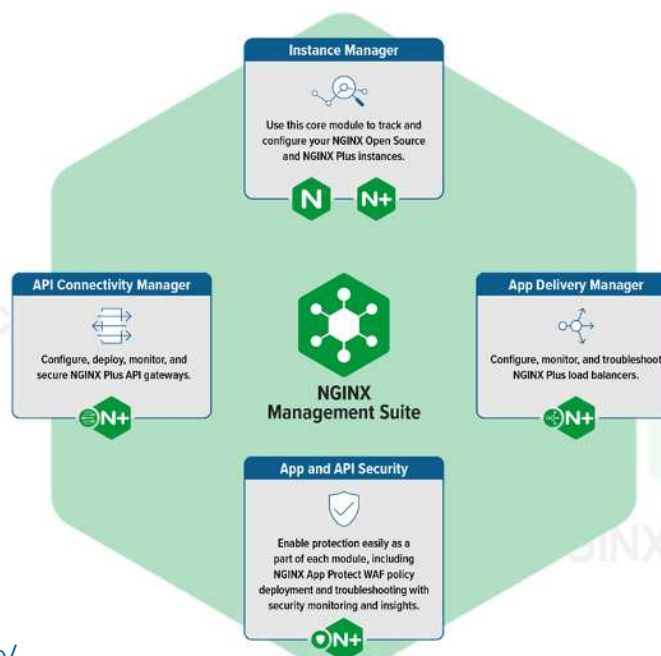 Instance Manager
Use this core module to track and
configure your NGINX Open Source
and NGINX Plus instances.
N
N+
API Connectivity Manager
Configure, deploy, monitor, and
secure NGINX Plus API gateways.
N+
App Delivery Manager
Configure, monitor, and troubleshoot
NGINX Plus load balancers.
N+
NGINX
Management Suite
App and API Security
Enable protection easily as a
part of each module, including
NGINX App Protect WAF policy
deployment and troubleshooting with
security monitoring and insights.
N+